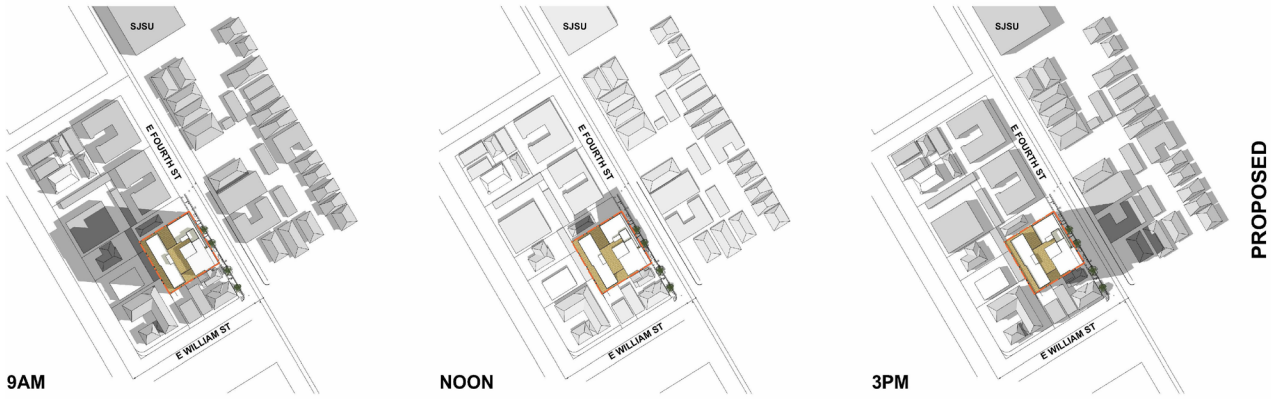 SJSU
E FOURTH ST
E WILLIAM ST
9AM
SJSU
E FOURTH ST
E WILLIAM ST
NOON
SJSU
E FOURTH ST
E WILLIAM ST
3PM
PROPOSED